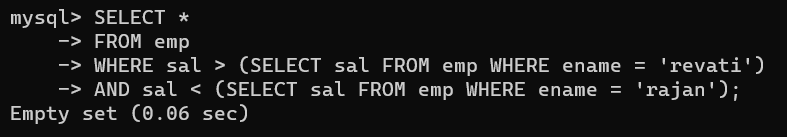 mysql> SELECT *
    -> FROM emp
    -> WHERE sal > (SELECT sal FROM emp WHERE ename = 'revati')
    -> AND sal < (SELECT sal FROM emp WHERE ename = 'rajan');
Empty set (0.06 sec)